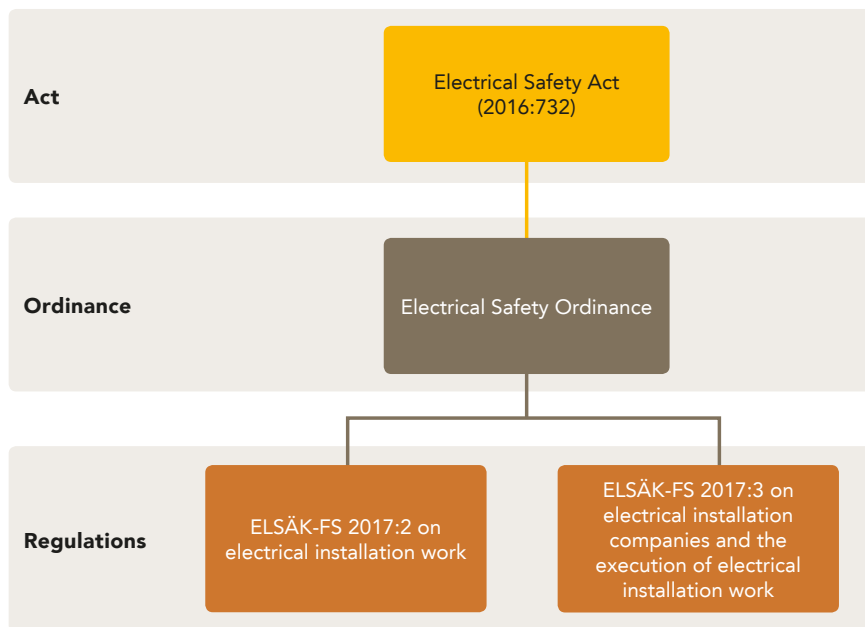 Act
Electrical Safety Act
(2016:732)
Ordinance
Electrical Safety Ordinance
Regulations
ELSÄK-FS 2017:2 on
electrical installation work
ELSÄK-FS 2017:3 on
electrical installation
companies and the
execution of electrical
installation work